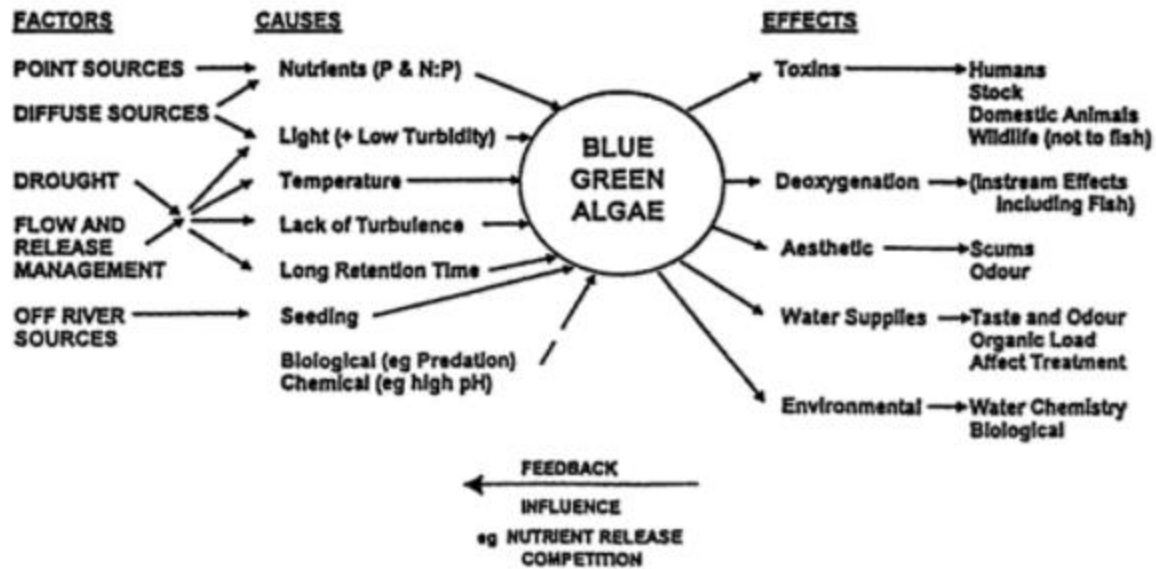 FACTORS
CAUSES
EFFECTS
POINT SOURCES
DIFFUSE SOURCES
DROUGHT
FLOW AND
RELEASE
MANAGEMENT
OFF RIVER
SOURCES
Nutrients (P & N:P)
Light (+ Low Turbidity)
Temperature
Lack of Turbulence
Long Retention Time
Seeding
Biological (eg Predation)
Chemical (eg high pH)
BLUE
GREEN
ALGAE
Toxins
Humans
Stock
Domestic Animals
Wildlife (not to fish)
Deoxygenation
(Instream Effects
Including Fish)
Aesthetic
Scums
Odour
Water Supplies
Taste and Odour
Organic Load
Affect Treatment
Environmental
Water Chemistry
Biological
FEEDBACK
INFLUENCE
eg NUTRIENT RELEASE
COMPETITION